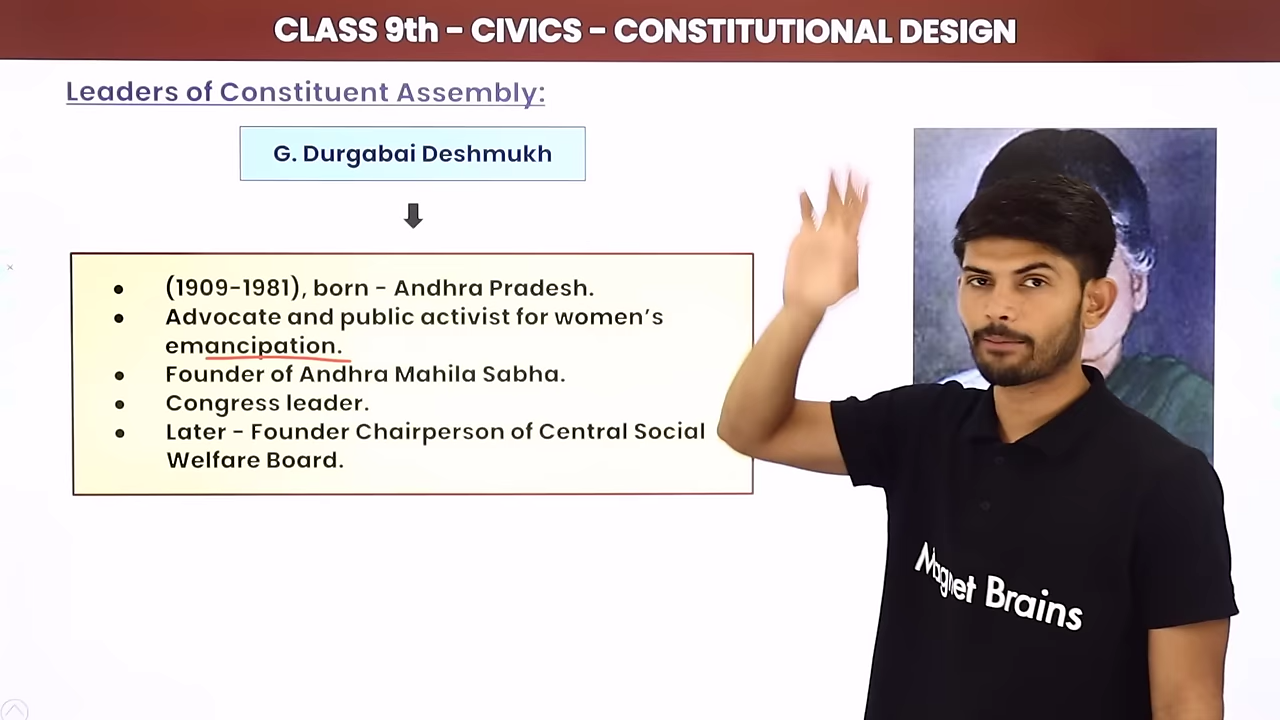 CLASS 9th - CIVICS - CONSTITUTIONAL DESIGN
Leaders of Constituent Assembly:
G. Durgabai Deshmukh
(1909-1981), born - Andhra Pradesh.
Advocate and public activist for women’s
emancipation.
Founder of Andhra Mahila Sabha.
Congress leader.
Later - Founder Chairperson of Central Social
Welfare Board.
Magnet Brains